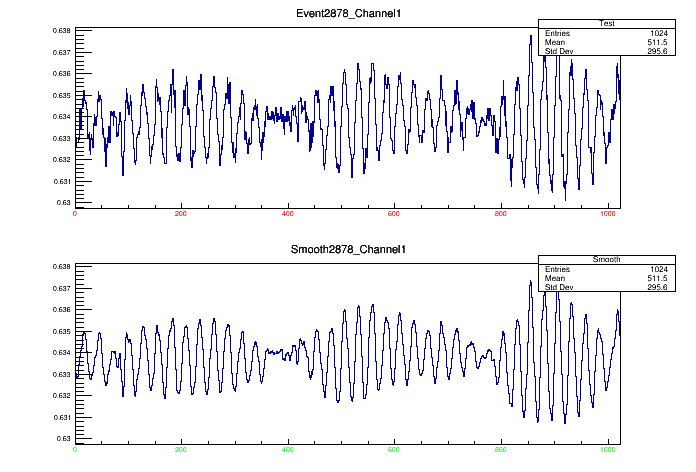 Event2878_Channel1
Test
Entries 1024
Mean 511.5
Std Dev 295.6
0.638
0.637
0.636
0.635
0.634
0.633
0.632
0.631
0.63
0 200 400 600 800 1000
Smooth2878_Channel1
Smooth
Entries 1024
Mean 511.5
Std Dev 295.6
0.638
0.637
0.636
0.635
0.634
0.633
0.632
0.631
0.63
0 200 400 600 800 1000